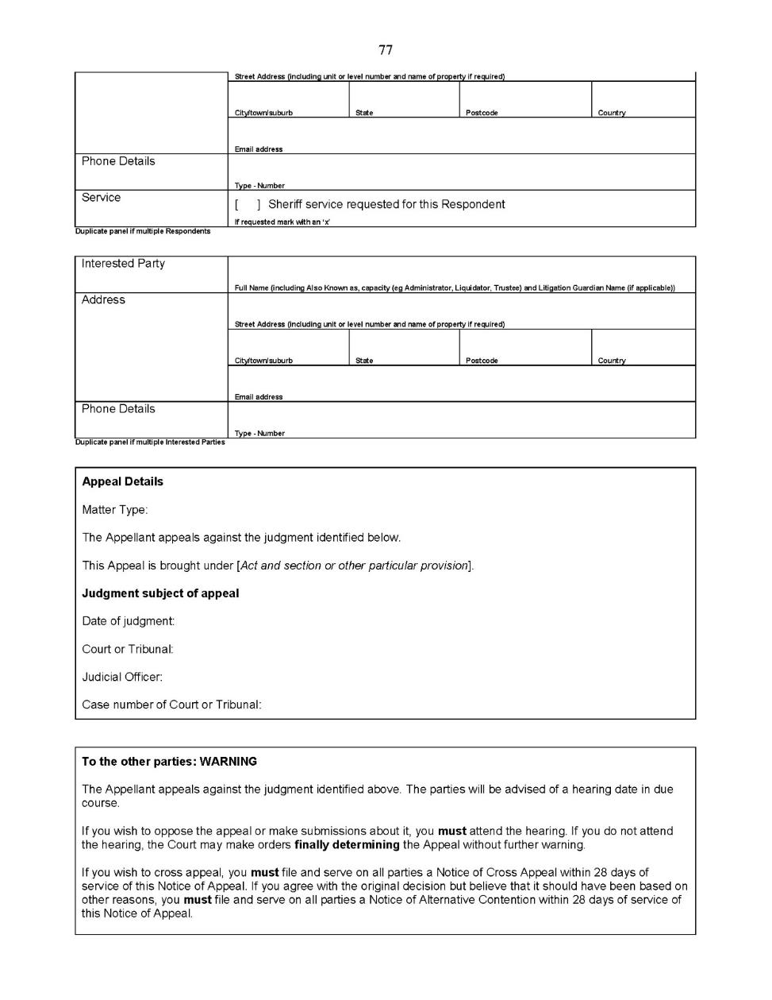 77
Street Address (including unit or level number and name of property if required)
City/town/suburb State Postcode Country
Email address
Phone Details
Type - Number
Service
[ ] Sheriff service requested for this Respondent
If requested mark with an ‘x’
Duplicate panel if multiple Respondents
Interested Party
Full Name (including Also Known as, capacity (eg Administrator, Liquidator, Trustee) and Litigation Guardian Name (if applicable))
Address
Street Address (including unit or level number and name of property if required)
City/town/suburb State Postcode Country
Email address
Phone Details
Type - Number
Duplicate panel if multiple Interested Parties
Appeal Details
Matter Type:
The Appellant appeals against the judgment identified below.
This Appeal is brought under [Act and section or other particular provision].
Judgment subject of appeal
Date of judgment:
Court or Tribunal:
Judicial Officer:
Case number of Court or Tribunal:
To the other parties: WARNING
The Appellant appeals against the judgment identified above. The parties will be advised of a hearing date in due
course.
If you wish to oppose the appeal or make submissions about it, you must attend the hearing. If you do not attend
the hearing, the Court may make orders finally determining the Appeal without further warning.
If you wish to cross appeal, you must file and serve on all parties a Notice of Cross Appeal within 28 days of
service of this Notice of Appeal. If you agree with the original decision but believe that it should have been based on
other reasons, you must file and serve on all parties a Notice of Alternative Contention within 28 days of service of
this Notice of Appeal.